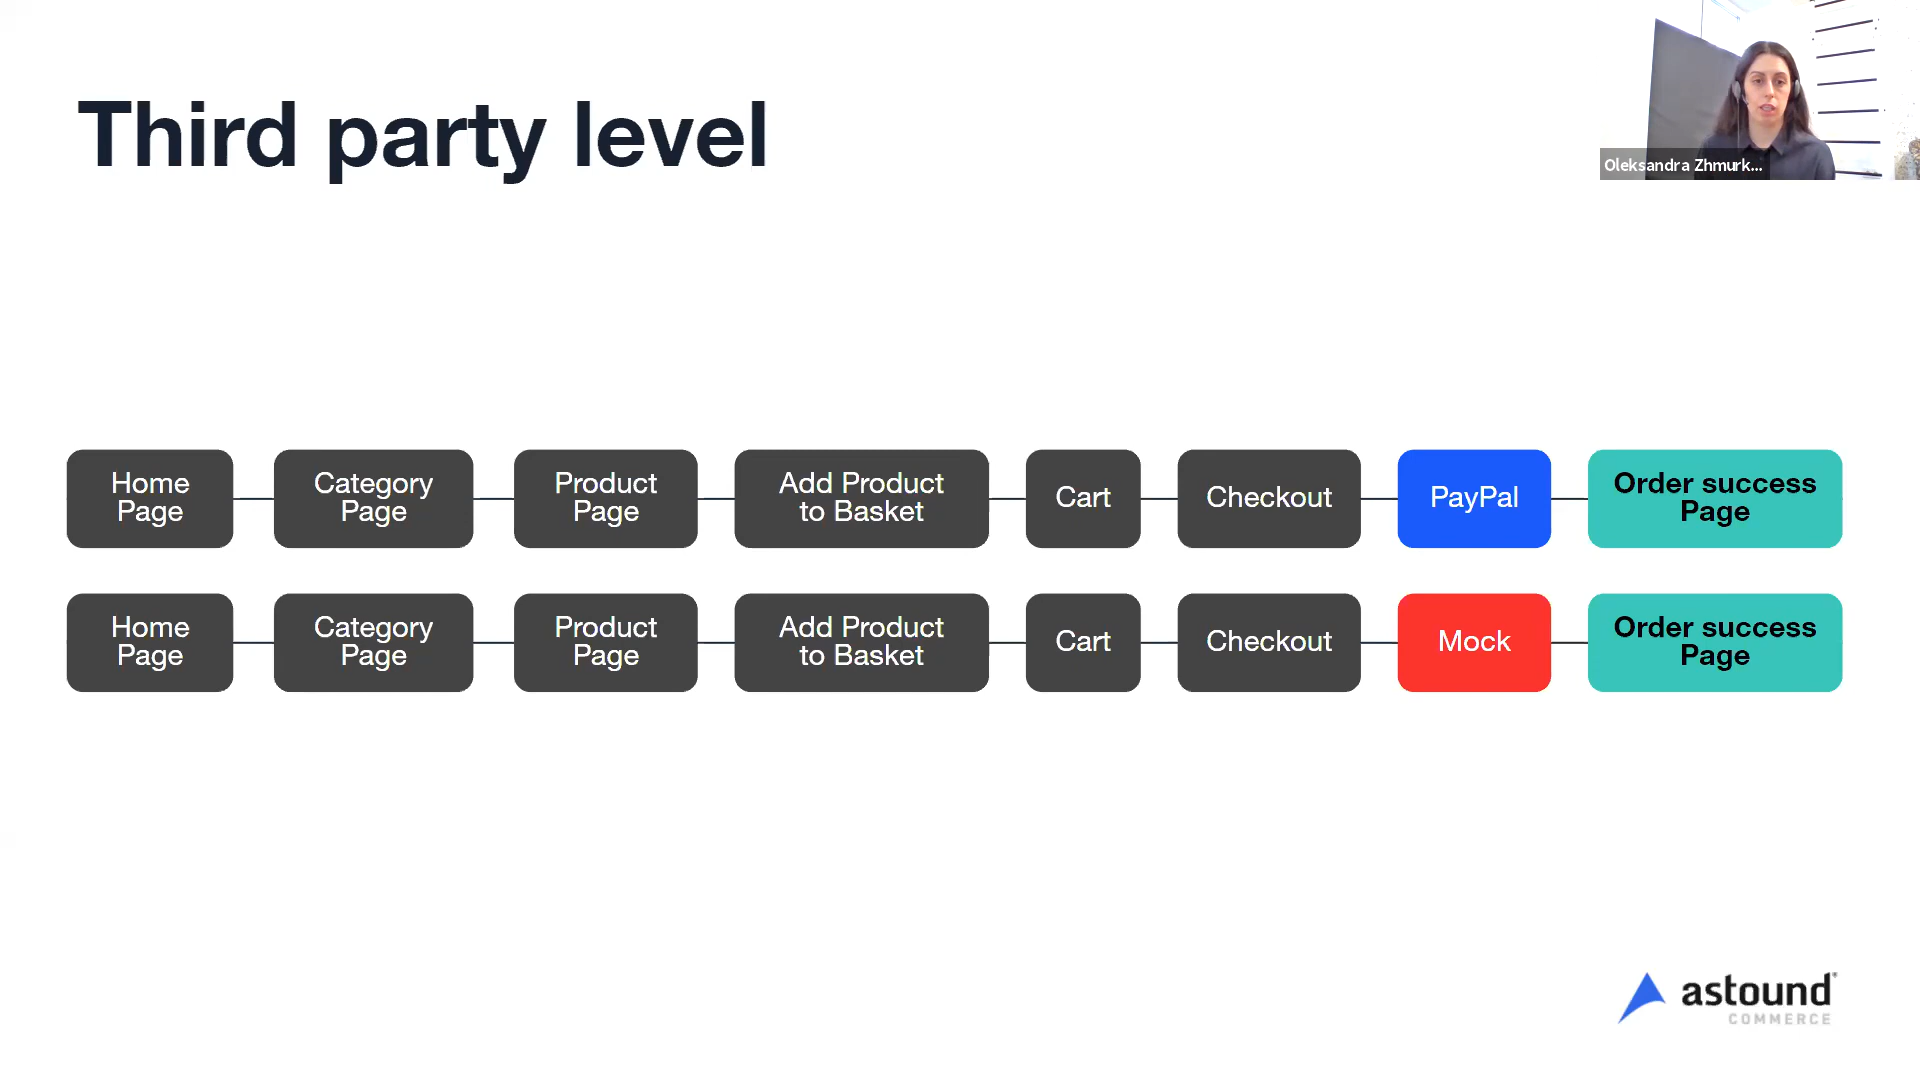 Third party level
Oleksandra Zhmurk...
Home
Page
Category
Page
Product
Page
Add Product
to Basket
Cart
Checkout
PayPal
Order success
Page
Home
Page
Category
Page
Product
Page
Add Product
to Basket
Cart
Checkout
Mock
Order success
Page
astound
COMMERCE